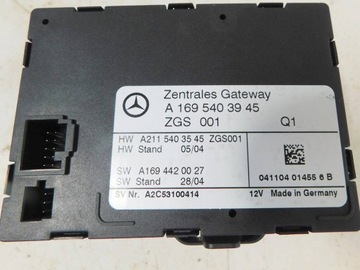 Zentrales Gateway
A 169 540 39 45
ZGS 001 Q1
HW A211 540 35 45 ZGS001
HW Stand 05/04
SW A169 442 00 27
SW Stand 28/04
041104 01455 6 B
SV Nr. A2C53100414 12V Made in Germany